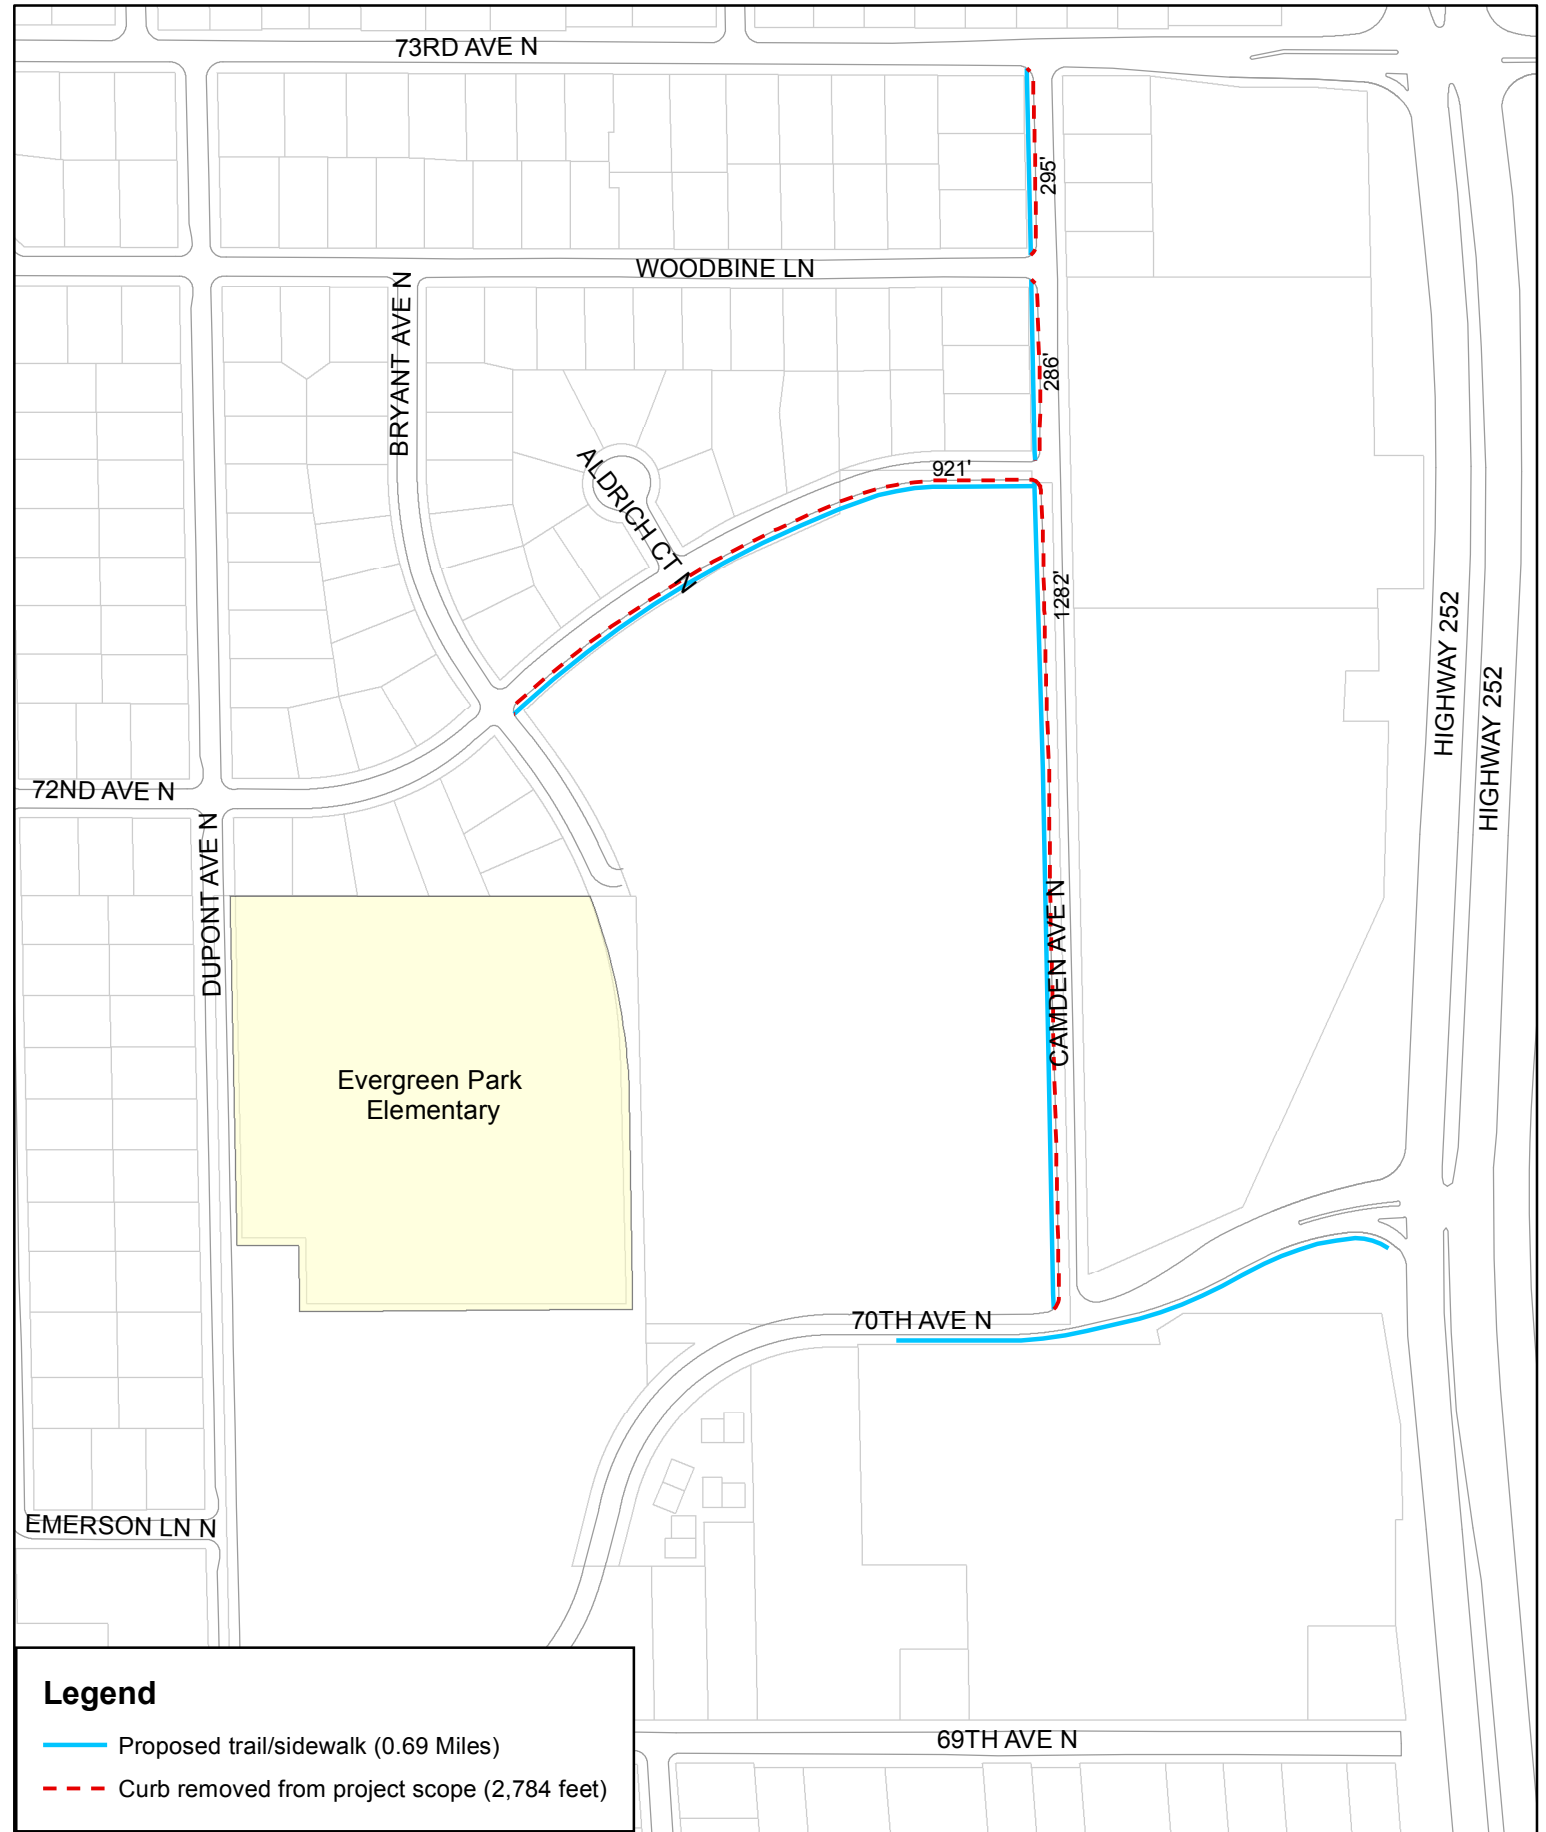 73RD AVE N
295'
WOODBINE LN
BRYANT AVE N
286'
ALDRICH CT N
921'
1282'
HIGHWAY 252
HIGHWAY 252
72ND AVE N
DUPONT AVE N
CAMDEN AVE N
Evergreen Park
Elementary
70TH AVE N
EMERSON LN N
69TH AVE N
Legend
Proposed trail/sidewalk (0.69 Miles)
Curb removed from project scope (2,784 feet)